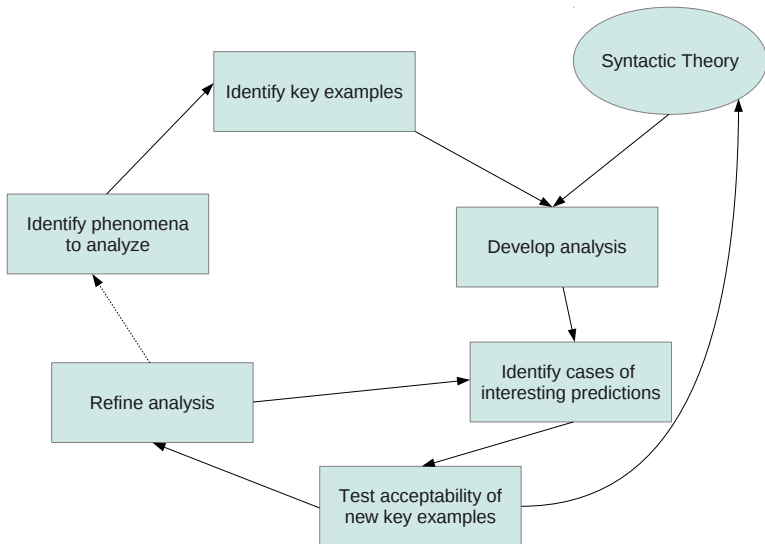 Syntactic Theory
Identify key examples
Identify phenomena
to analyze
Develop analysis
Identify cases of
interesting predictions
Refine analysis
Test acceptability of
new key examples